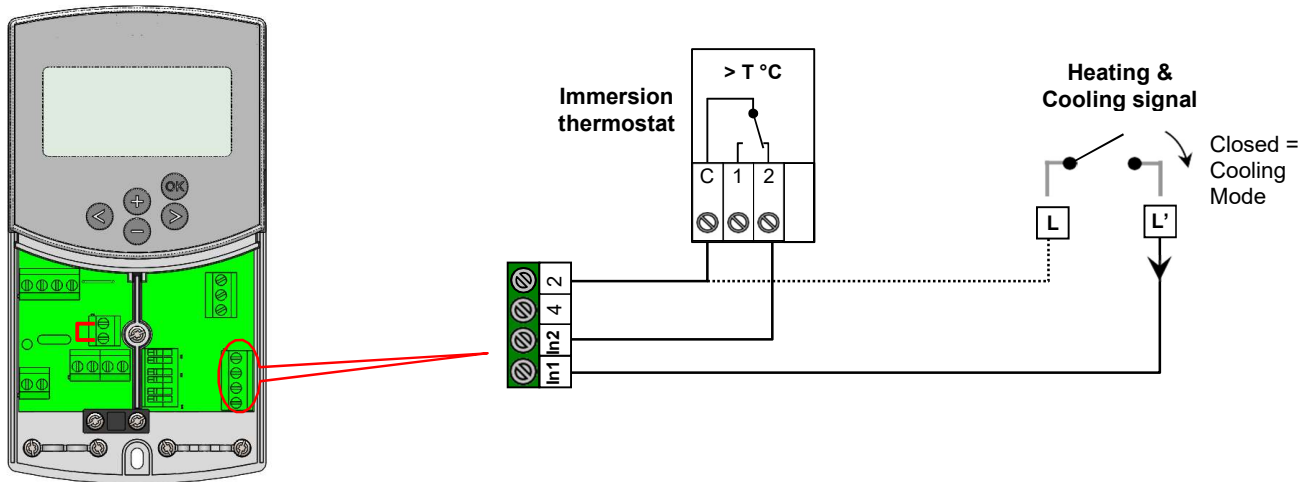 OK
+
<
>
−
Immersion
thermostat
> T °C
C 1 2
2
4
In2
In1
Heating &
Cooling signal
Closed =
Cooling
Mode
L
L’